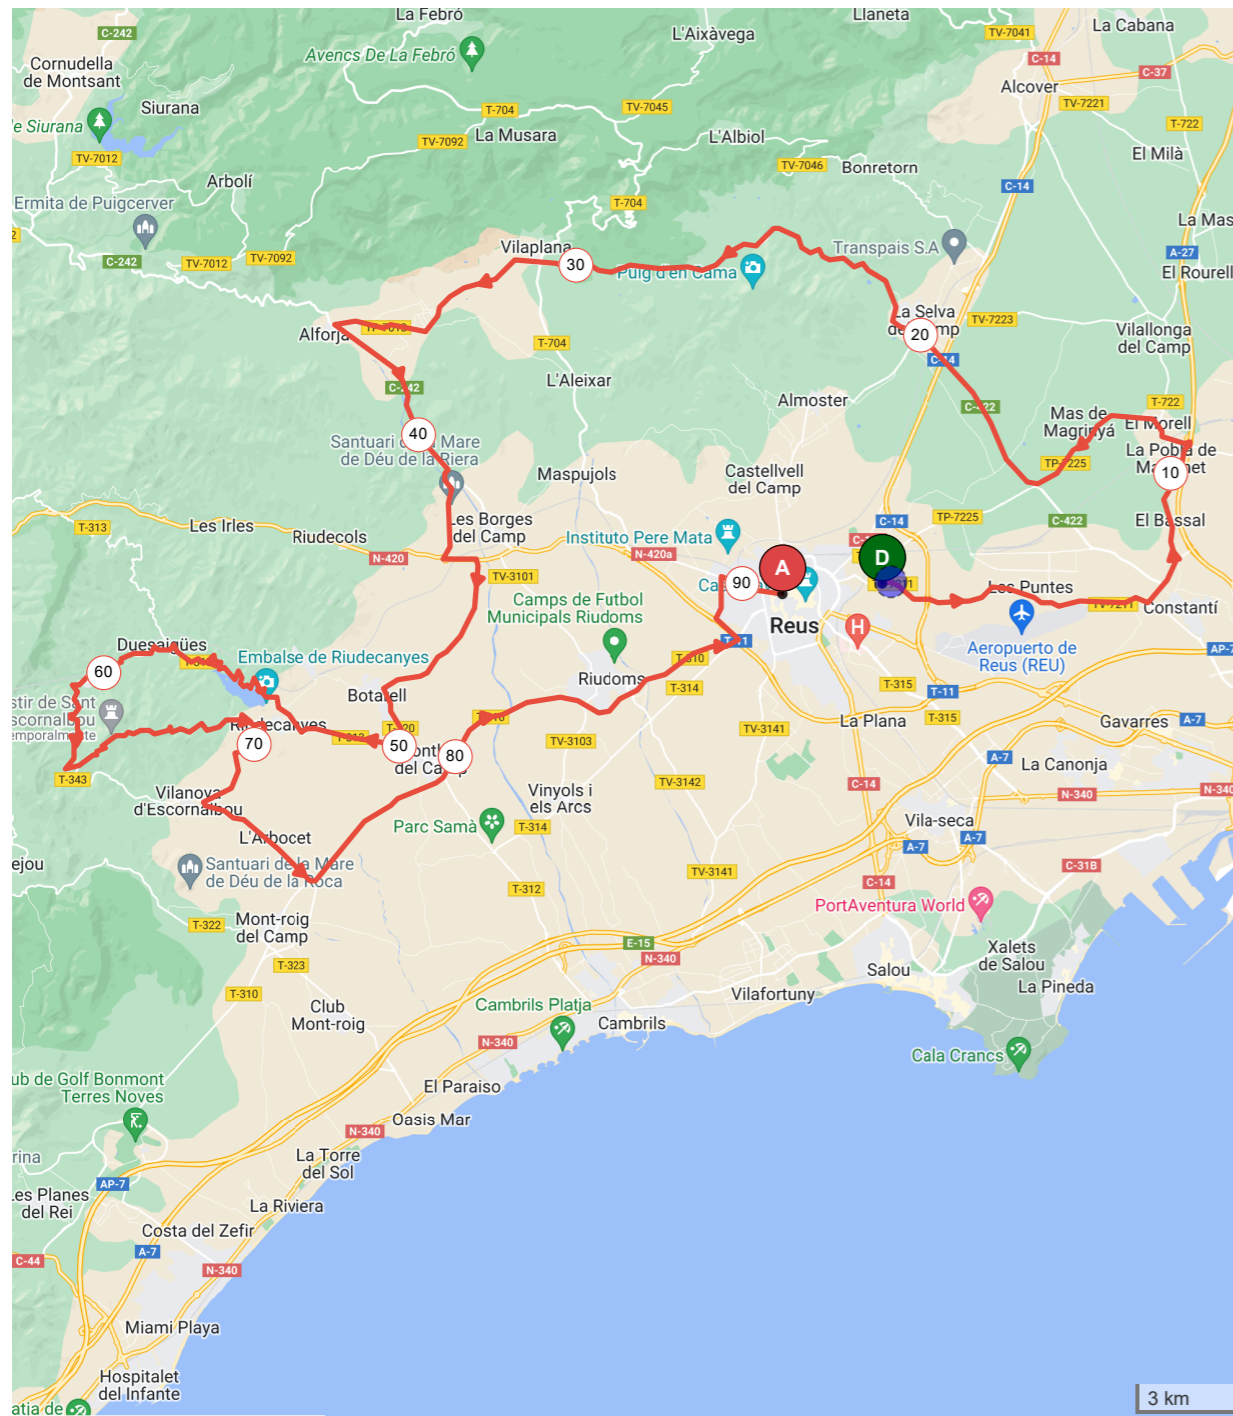 La Febró
Llaneta
C-242
TV-7041
La Cabana
L'Aixàvega
Avencs De La Febró
C-14
C-37
Cornudella
de Montsant
Alcover
Siurana
T-704
TV-7045
TV-7221
e Siurana
TV-7092
La Musara
L'Albiol
T-722
TV-7012
El Milà
TV-7046
Bonretorn
Arbolí
C-14
Ermita de Puigcerver
T-704
La Mas
2
Vilaplana
Transpais S.A
C-242
TV-7012
TV-7092
30
Puig d'en Cama
A-27
El Rourell
La Selva
TV-7223
20
Vilallonga
del Camp
Alforja
T-704
C-14
L'Aleixar
C-242
Almoster
C-422
T-722
Mas de
Magrinyà
El Morell
40
Santuari
Mare
de Déu de la Riera
La Pobla de
TP-7225
10
Maspujols
Castellvell
del Camp
Les Irles
T-313
Les Borges
del Camp
C-14
TP-7225
C-422
El Bassal
Riudecols
Instituto Pere Mata
N-420
N-420a
A
D
TV-3101
90
Camps de Futbol
Municipals Riudoms
Les Puntes
TV-7211
Constantí
Reus
H
Aeropuerto de
Reus (REU)
AP-7
Duesaigües
T-310
60
Embalse de Riudecanyes
Riudoms
T-314
T-315
T-11
Botarell
T-315
La Plana
Gavarres
A-7
Riudecanyes
50
70
80
TV-3103
TV-3141
A-7
La Canonja
T-343
TV-3142
C-14
N-340
N-340
Vilanova
d'Escornalbou
Vinyols i
els Arcs
Parc Samà
T-314
Vila-seca
A-7
L'Arbocet
A-7
ejou
Santuari de la Mare
de Déu de la Roca
TV-3141
C-31B
T-312
C-14
PortAventura World
T-322
Mont-roig
del Camp
E-15
Xalets
de Salou
T-323
N-340
Salou
La Pineda
T-310
Vilafortuny
Club
Mont-roig
Cambrils Platja
Cambrils
N-340
Cala Crancs
ub de Golf Bonmont
Terres Noves
El Paraiso
Oasis Mar
N-340
rina
La Torre
del Sol
AP-7
Les Planes
del Rei
La Riviera
Costa del Zefir
A-7
C-44
N-340
Miami Playa
Hospitalet
del Infante
atja de
3 km